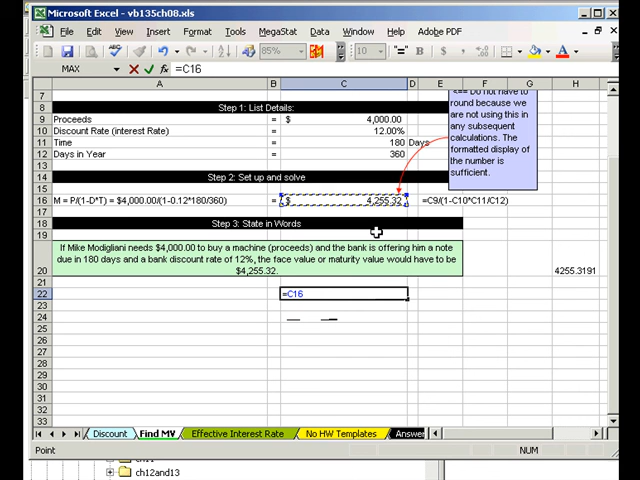 Microsoft Excel - vb135ch08.xls
File Edit View Insert Format Tools MegaStat Data Window Help Adobe PDF
85% 10 B
MAX =C16
A B C D E F G H
7
<== Do not have to
round because we
are not using this in
any subsequent
calculations. The
formatted display of
the number is
sufficient.
8 Step 1: List Details:
9 Proceeds = $ 4,000.00
10 Discount Rate (interest Rate) = 12.00%
11 Time = 180 Days
12 Days in Year = 360
13
14 Step 2: Set up and solve
15
16 M = P/(1-D*T) = $4,000.00/(1-0.12*180/360) = $ 4,255.32 =C9/(1-C10*C11/C12)
17
18 Step 3: State in Words
19
If Mike Modigliani needs $4,000.00 to buy a machine (proceeds) and the bank is offering him a note
due in 180 days and a bank discount rate of 12%, the face value or maturity value would have to be
20 $4,255.32. 4255.3191
21
22 =C16
23
24
25
26
27
28
29
30
31
32
33
Discount Find MV Effective Interest Rate No HW Templates Answer
Point NUM
ch12and13